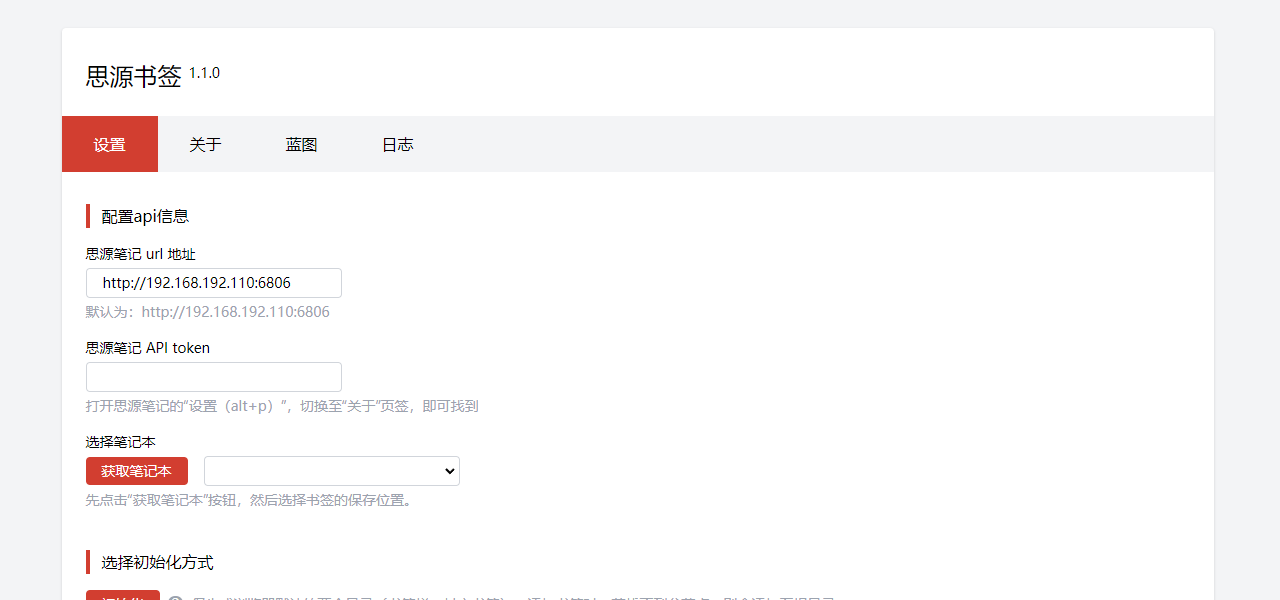 思源书签 1.1.0
设置 关于 蓝图 日志
配置api信息
思源笔记 url 地址
http://192.168.192.110:6806
默认为：http://192.168.192.110:6806
思源笔记 API token
打开思源笔记的“设置（alt+p）”，切换至“关于”页签，即可找到
选择笔记本
获取笔记本
先点击“获取笔记本”按钮，然后选择书签的保存位置。
选择初始化方式
初始化